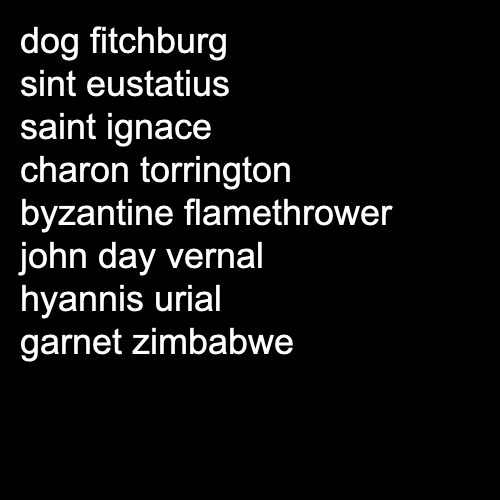 dog fitchburg
sint eustatius
saint ignace
charon torrington
byzantine flamethrower
john day vernal
hyannis urial
garnet zimbabwe